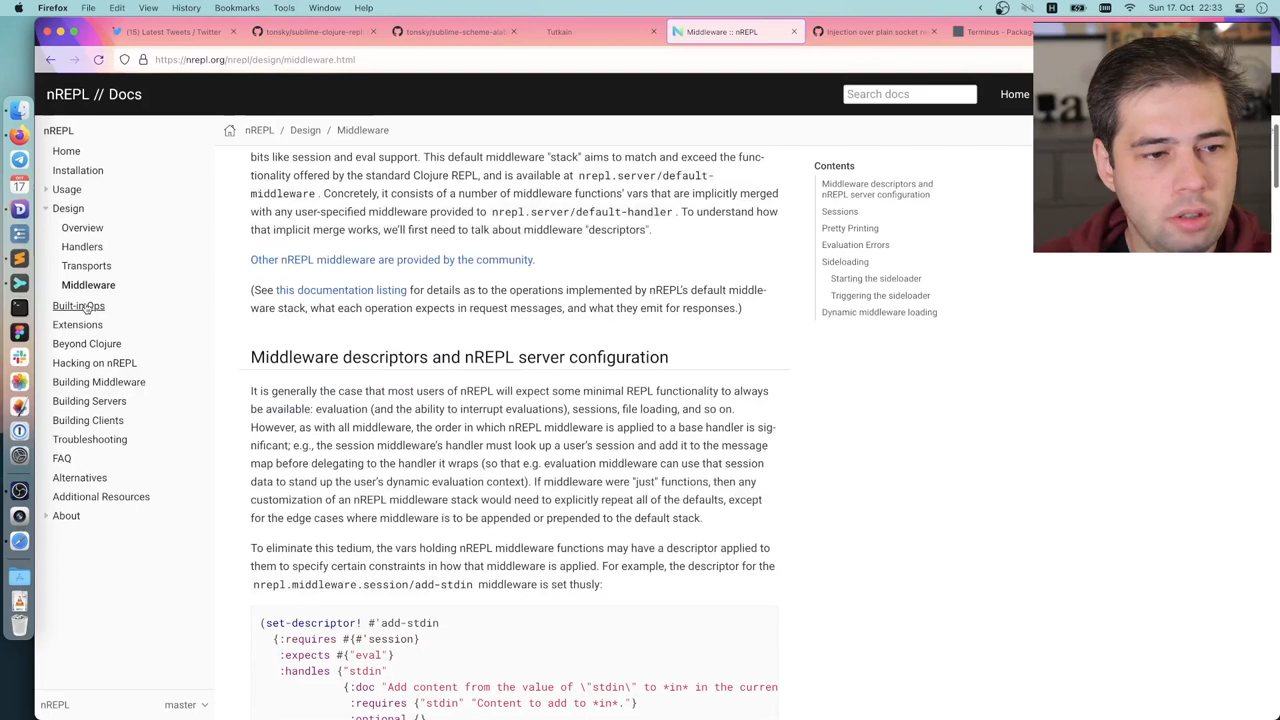 Firefox File Edit View History Bookmarks Tools Window Help
Sun 17. Oct 22:33
(15) Latest Tweets / Twitter
tonsky/sublime-clojure-repl
tonsky/sublime-scheme-alab
Tutkain
Middleware :: nREPL
Injection over plain socket re
Terminus - Package
https://nrepl.org/nrepl/design/middleware.html
nREPL // Docs
Search docs
Home
nREPL
Home
Installation
Usage
Design
Overview
Handlers
Transports
Middleware
Built-in Ops
Extensions
Beyond Clojure
Hacking on nREPL
Building Middleware
Building Servers
Building Clients
Troubleshooting
FAQ
Alternatives
Additional Resources
About
nREPL master
nREPL / Design / Middleware
bits like session and eval support. This default middleware "stack" aims to match and exceed the func-
tionality offered by the standard Clojure REPL, and is available at nrepl.server/default-
middleware . Concretely, it consists of a number of middleware functions' vars that are implicitly merged
with any user-specified middleware provided to nrepl.server/default-handler . To understand how
that implicit merge works, we'll first need to talk about middleware "descriptors".
Other nREPL middleware are provided by the community.
(See this documentation listing for details as to the operations implemented by nREPL's default middle-
ware stack, what each operation expects in request messages, and what they emit for responses.)
Middleware descriptors and nREPL server configuration
It is generally the case that most users of nREPL will expect some minimal REPL functionality to always
be available: evaluation (and the ability to interrupt evaluations), sessions, file loading, and so on.
However, as with all middleware, the order in which nREPL middleware is applied to a base handler is sig-
nificant; e.g., the session middleware's handler must look up a user's session and add it to the message
map before delegating to the handler it wraps (so that e.g. evaluation middleware can use that session
data to stand up the user's dynamic evaluation context). If middleware were "just" functions, then any
customization of an nREPL middleware stack would need to explicitly repeat all of the defaults, except
for the edge cases where middleware is to be appended or prepended to the default stack.
To eliminate this tedium, the vars holding nREPL middleware functions may have a descriptor applied to
them to specify certain constraints in how that middleware is applied. For example, the descriptor for the
nrepl.middleware.session/add-stdin middleware is set thusly:
(set-descriptor! #'add-stdin
{:requires #{#'session}
:expects #{"eval"}
:handles {"stdin"
{:doc "Add content from the value of \"stdin\" to *in* in the curren
:requires {"stdin" "Content to add to *in*."}
:optional {}
Contents
Middleware descriptors and
nREPL server configuration
Sessions
Pretty Printing
Evaluation Errors
Sideloading
Starting the sideloader
Triggering the sideloader
Dynamic middleware loading